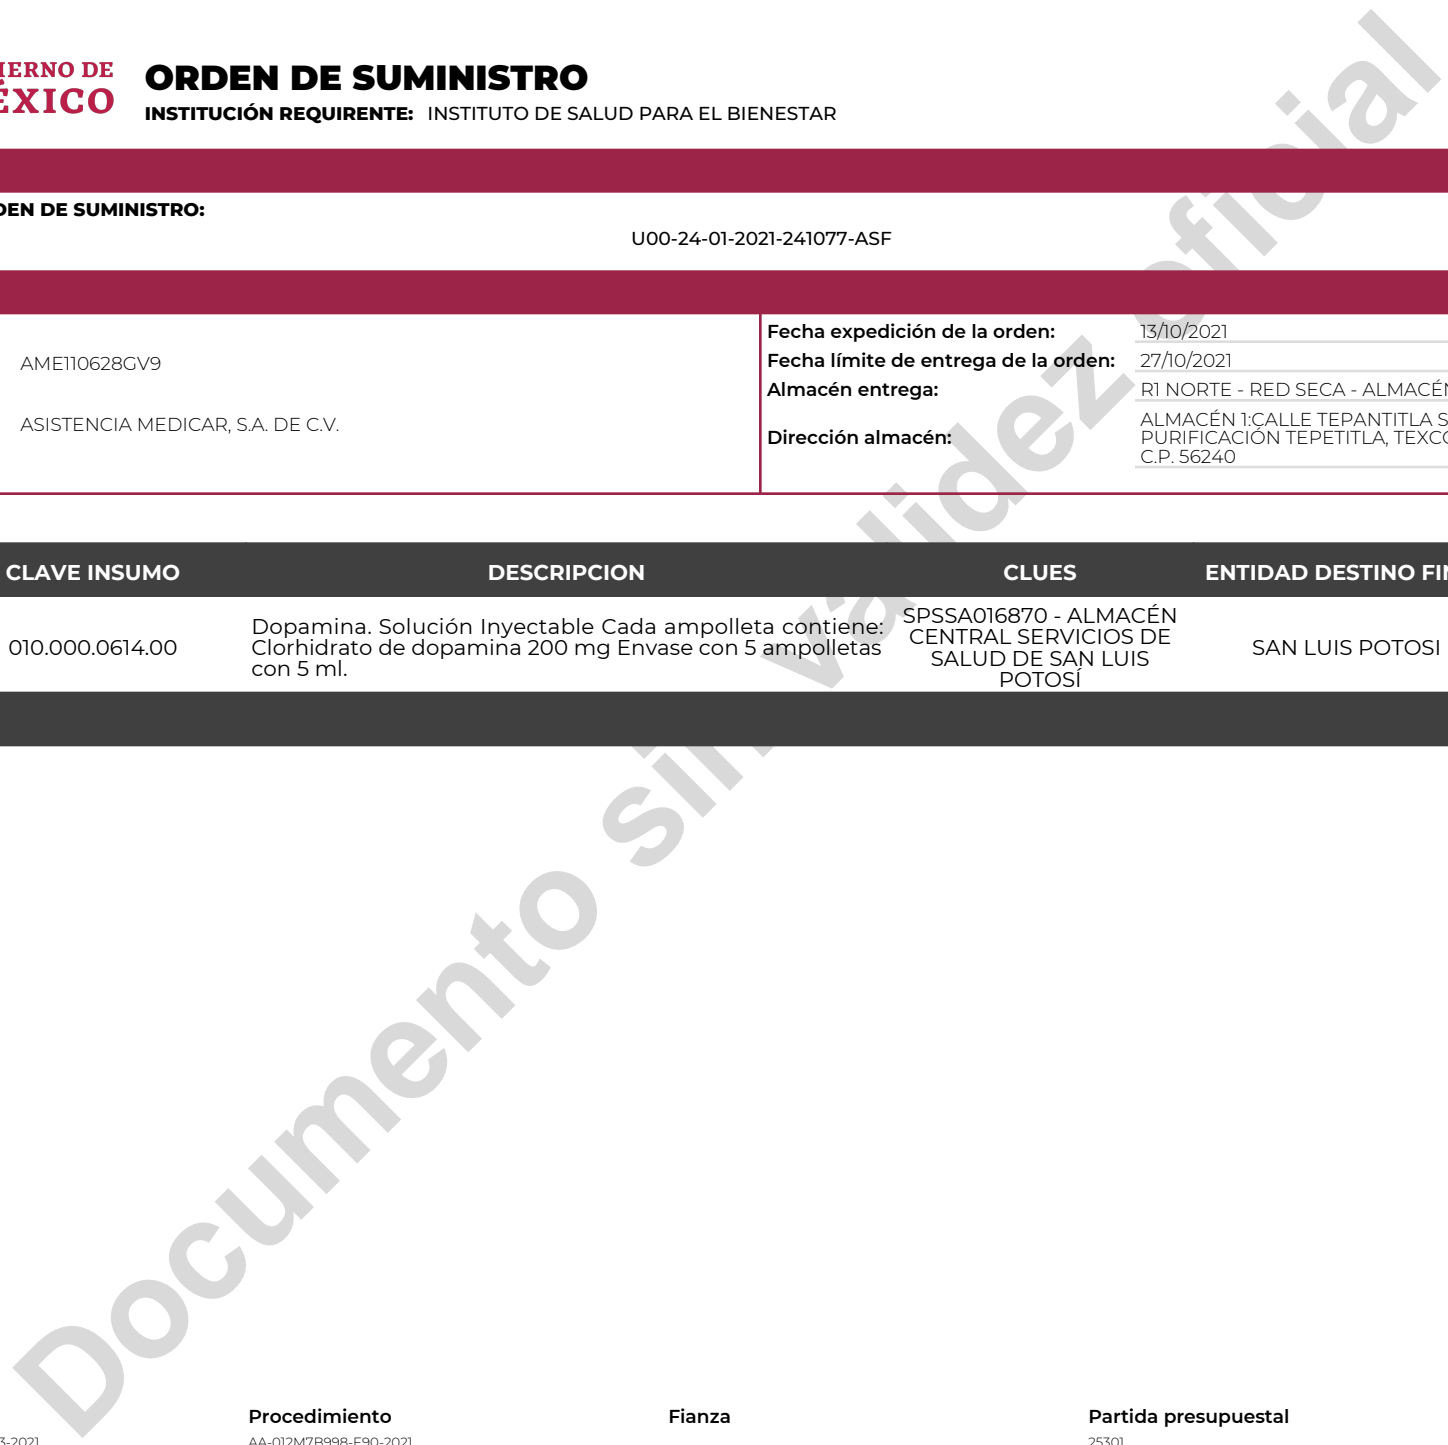 IERNO DE
ÉXICO
ORDEN DE SUMINISTRO
INSTITUCIÓN REQUIRENTE: INSTITUTO DE SALUD PARA EL BIENESTAR
DEN DE SUMINISTRO:
U00-24-01-2021-241077-ASF
AME110628GV9
ASISTENCIA MEDICAR, S.A. DE C.V.
Fecha expedición de la orden: 13/10/2021
Fecha límite de entrega de la orden: 27/10/2021
Almacén entrega: R1 NORTE - RED SECA - ALMACÉN
Dirección almacén:
ALMACÉN 1:CALLE TEPANTITLA S
PURIFICACIÓN TEPETITLA, TEXCO
C.P. 56240
CLAVE INSUMO DESCRIPCION CLUES ENTIDAD DESTINO FIN
010.000.0614.00
Dopamina. Solución Inyectable Cada ampolleta contiene:
Clorhidrato de dopamina 200 mg Envase con 5 ampolletas
con 5 ml.
SPSSA016870 - ALMACÉN
CENTRAL SERVICIOS DE
SALUD DE SAN LUIS
POTOSÍ
SAN LUIS POTOSI
Documento sin validez oficial
Procedimiento Fianza Partida presupuestal
3-2021 AA-012M7B998-E90-2021 25301